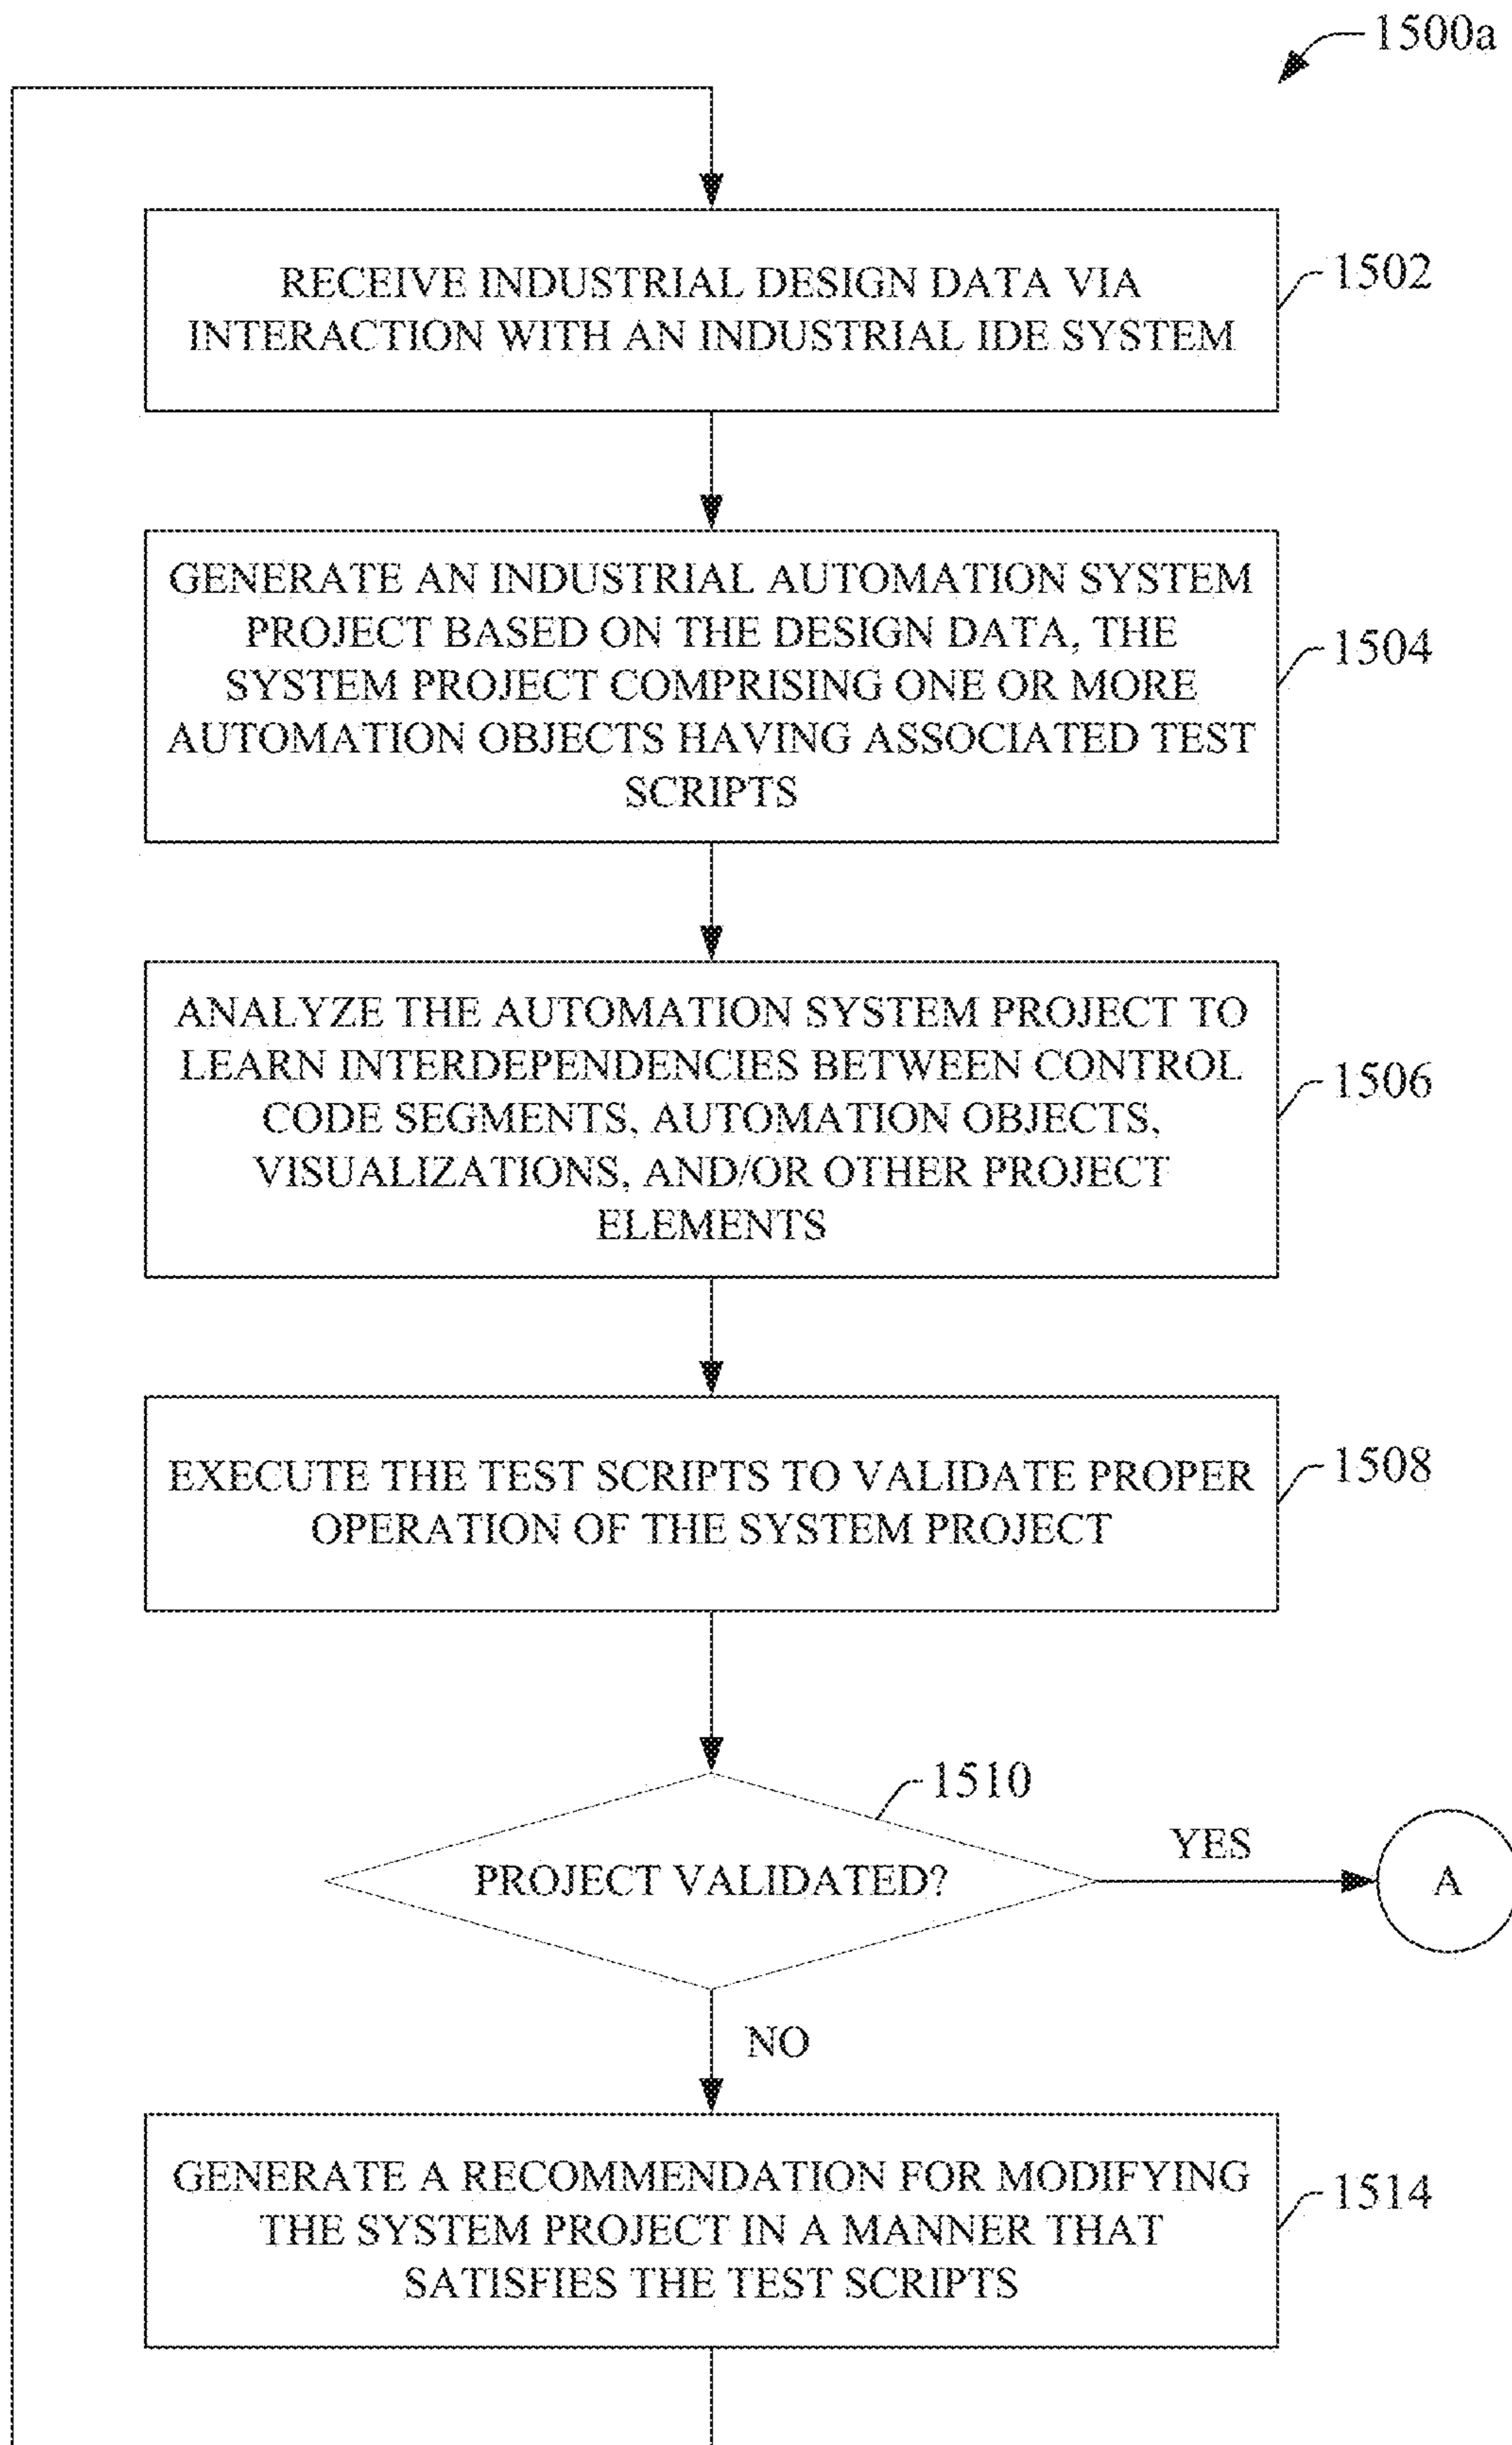 1500a
RECEIVE INDUSTRIAL DESIGN DATA VIA
INTERACTION WITH AN INDUSTRIAL IDE SYSTEM
1502
GENERATE AN INDUSTRIAL AUTOMATION SYSTEM
PROJECT BASED ON THE DESIGN DATA, THE
SYSTEM PROJECT COMPRISING ONE OR MORE
AUTOMATION OBJECTS HAVING ASSOCIATED TEST
SCRIPTS
1504
ANALYZE THE AUTOMATION SYSTEM PROJECT TO
LEARN INTERDEPENDENCIES BETWEEN CONTROL
CODE SEGMENTS, AUTOMATION OBJECTS,
VISUALIZATIONS, AND/OR OTHER PROJECT
ELEMENTS
1506
EXECUTE THE TEST SCRIPTS TO VALIDATE PROPER
OPERATION OF THE SYSTEM PROJECT
1508
1510
PROJECT VALIDATED?
YES
A
NO
GENERATE A RECOMMENDATION FOR MODIFYING
THE SYSTEM PROJECT IN A MANNER THAT
SATISFIES THE TEST SCRIPTS
1514